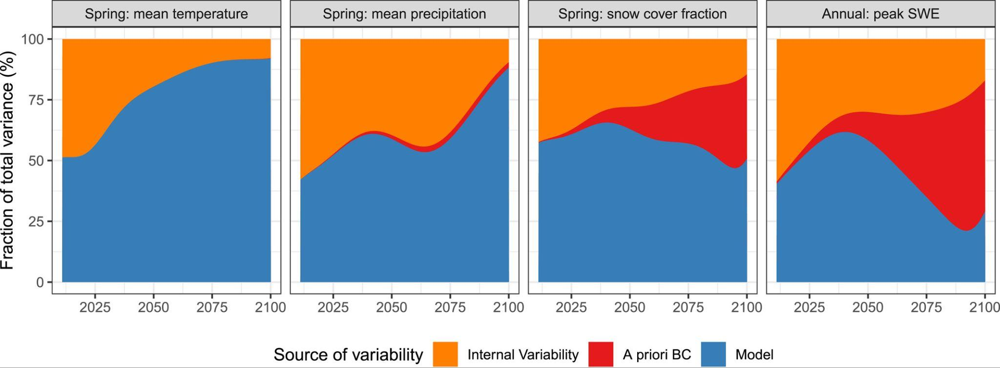 Spring: mean temperature
Spring: mean precipitation
Spring: snow cover fraction
Annual: peak SWE
Fraction of total variance (%)
100
75
50
25
0
2025 2050 2075 2100
2025 2050 2075 2100
2025 2050 2075 2100
2025 2050 2075 2100
Source of variability Internal Variability A priori BC Model